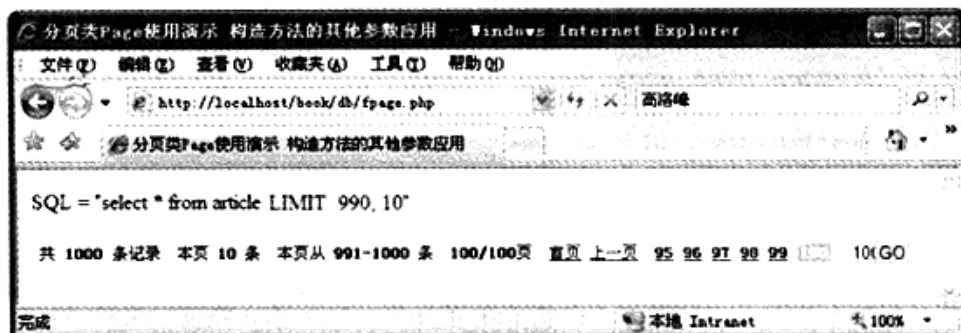 分页类Page使用演示 构造方法的其他参数应用 - Windows Internet Explorer
文件(F) 编辑(E) 查看(V) 收藏夹(A) 工具(T) 帮助(H)
http://localhost/book/db/fpage.php 高洛峰
分页类Page使用演示 构造方法的其他参数应用
SQL = "select * from article LIMIT 990, 10"
共 1000 条记录 本页 10 条 本页从 991-1000 条 100/100页 首页 上一页 95 96 97 98 99 GO
完成 本地 Intranet 100%